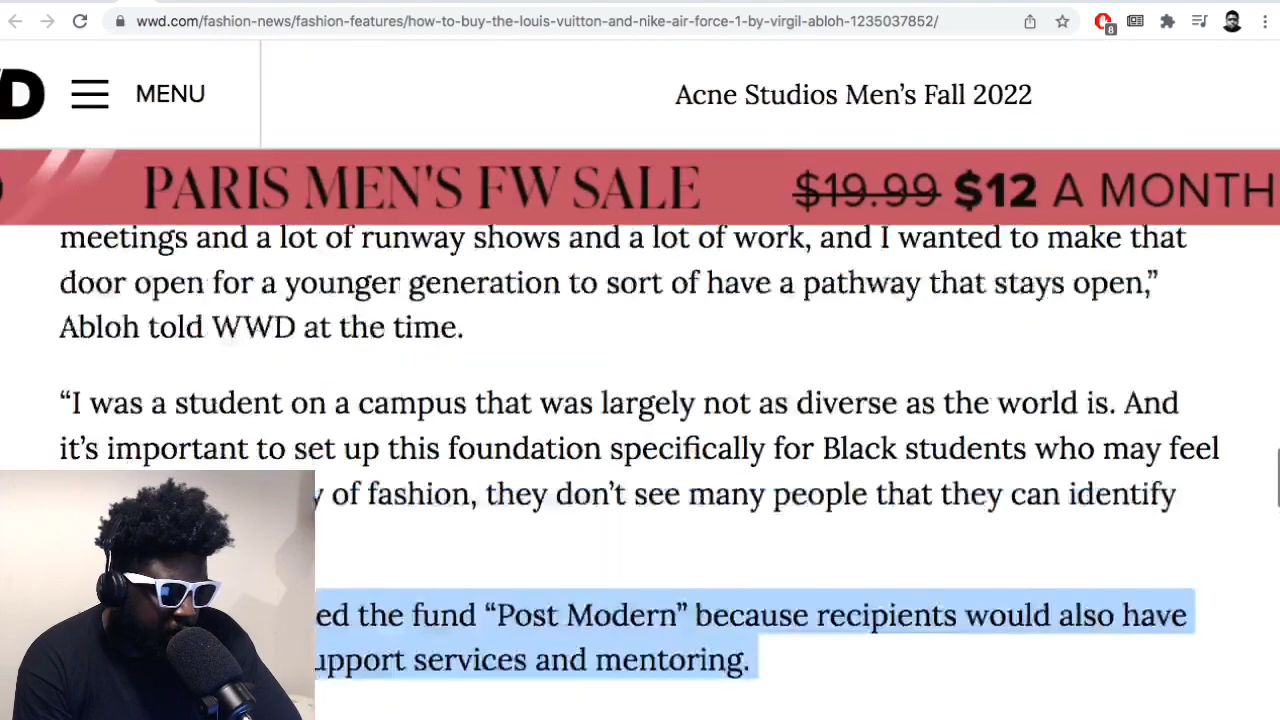 wwd.com/fashion-news/fashion-features/how-to-buy-the-louis-vuitton-and-nike-air-force-1-by-virgil-abloh-1235037852/
8
MENU
Acne Studios Men's Fall 2022
PARIS MEN'S FW SALE $19.99 $12 A MONTH
meetings and a lot of runway shows and a lot of work, and I wanted to make that
door open for a younger generation to sort of have a pathway that stays open,”
Abloh told WWD at the time.
“I was a student on a campus that was largely not as diverse as the world is. And
it’s important to set up this foundation specifically for Black students who may feel
of fashion, they don’t see many people that they can identify
the fund “Post Modern” because recipients would also have
services and mentoring.